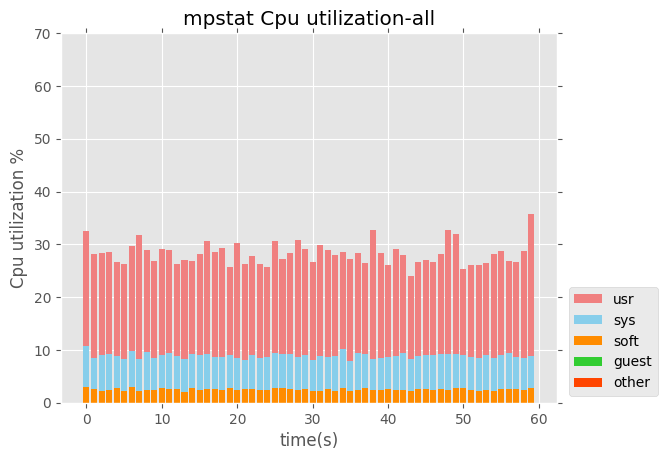 mpstat Cpu utilization-all
Cpu utilization %
70
60
50
40
30
20
10
0
0 10 20 30 40 50 60
time(s)
usr
sys
soft
guest
other